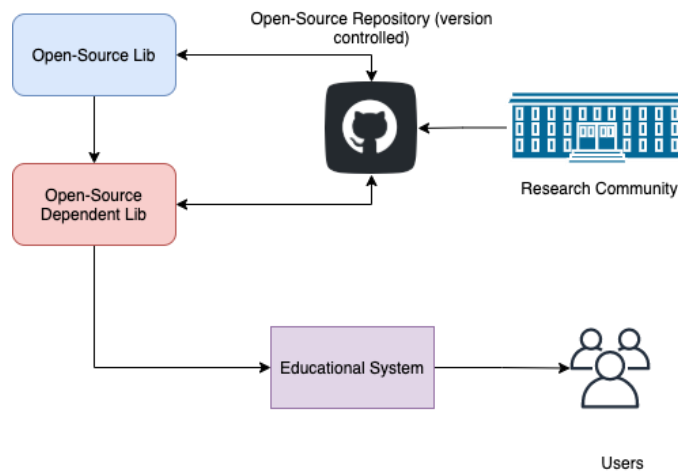 Open-Source Repository (version
controlled)
Open-Source Lib
Research Community
Open-Source
Dependent Lib
Educational System
Users